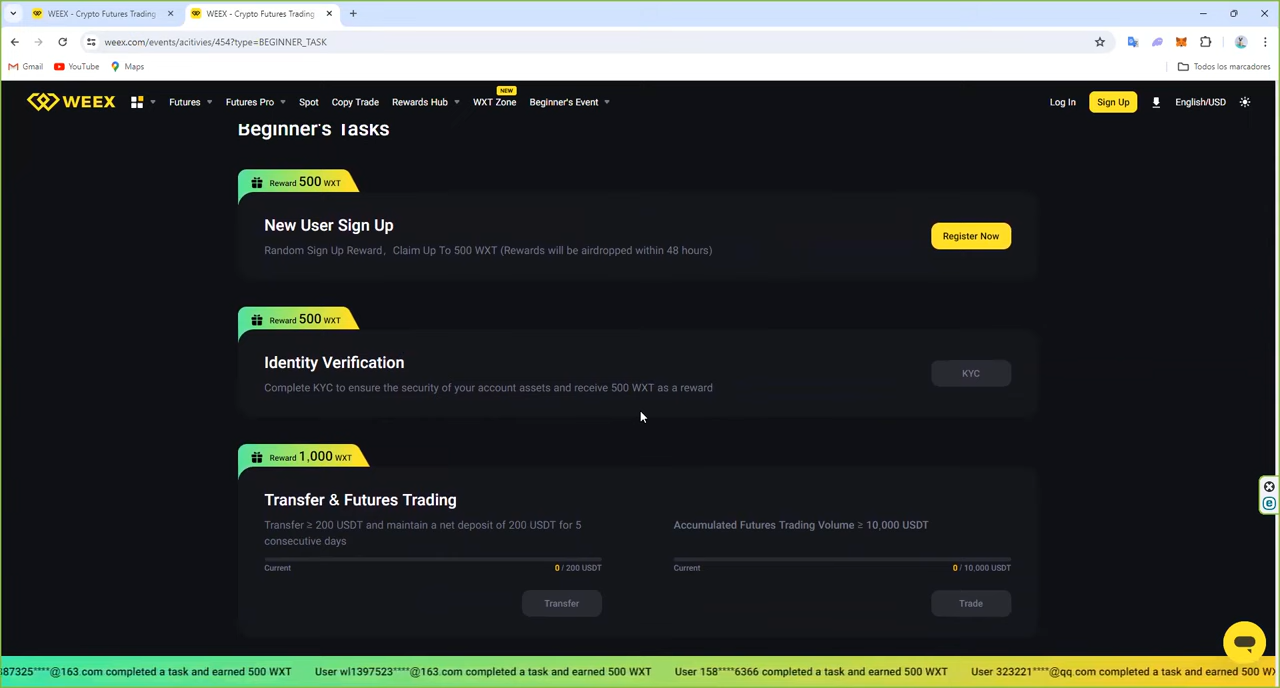 WEEX - Crypto Futures Trading
WEEX - Crypto Futures Trading
weex.com/events/acitivies/454?type=BEGINNER_TASK
Gmail
YouTube
Maps
Todos los marcadores
WEEX
Futures
Futures Pro
Spot
Copy Trade
Rewards Hub
NEW
WXT Zone
Beginner's Event
Log In
Sign Up
English/USD
Beginner's Tasks
Reward 500 WXT
New User Sign Up
Random Sign Up Reward, Claim Up To 500 WXT (Rewards will be airdropped within 48 hours)
Register Now
Reward 500 WXT
Identity Verification
Complete KYC to ensure the security of your account assets and receive 500 WXT as a reward
KYC
Reward 1,000 WXT
Transfer & Futures Trading
Transfer ≥ 200 USDT and maintain a net deposit of 200 USDT for 5
consecutive days
Current
0 / 200 USDT
Transfer
Accumulated Futures Trading Volume ≥ 10,000 USDT
Current
0 / 10,000 USDT
Trade
387325****@163.com completed a task and earned 500 WXT
User wl1397523****@163.com completed a task and earned 500 WXT
User 158****6366 completed a task and earned 500 WXT
User 323221****@qq.com completed a task and earned 500 W